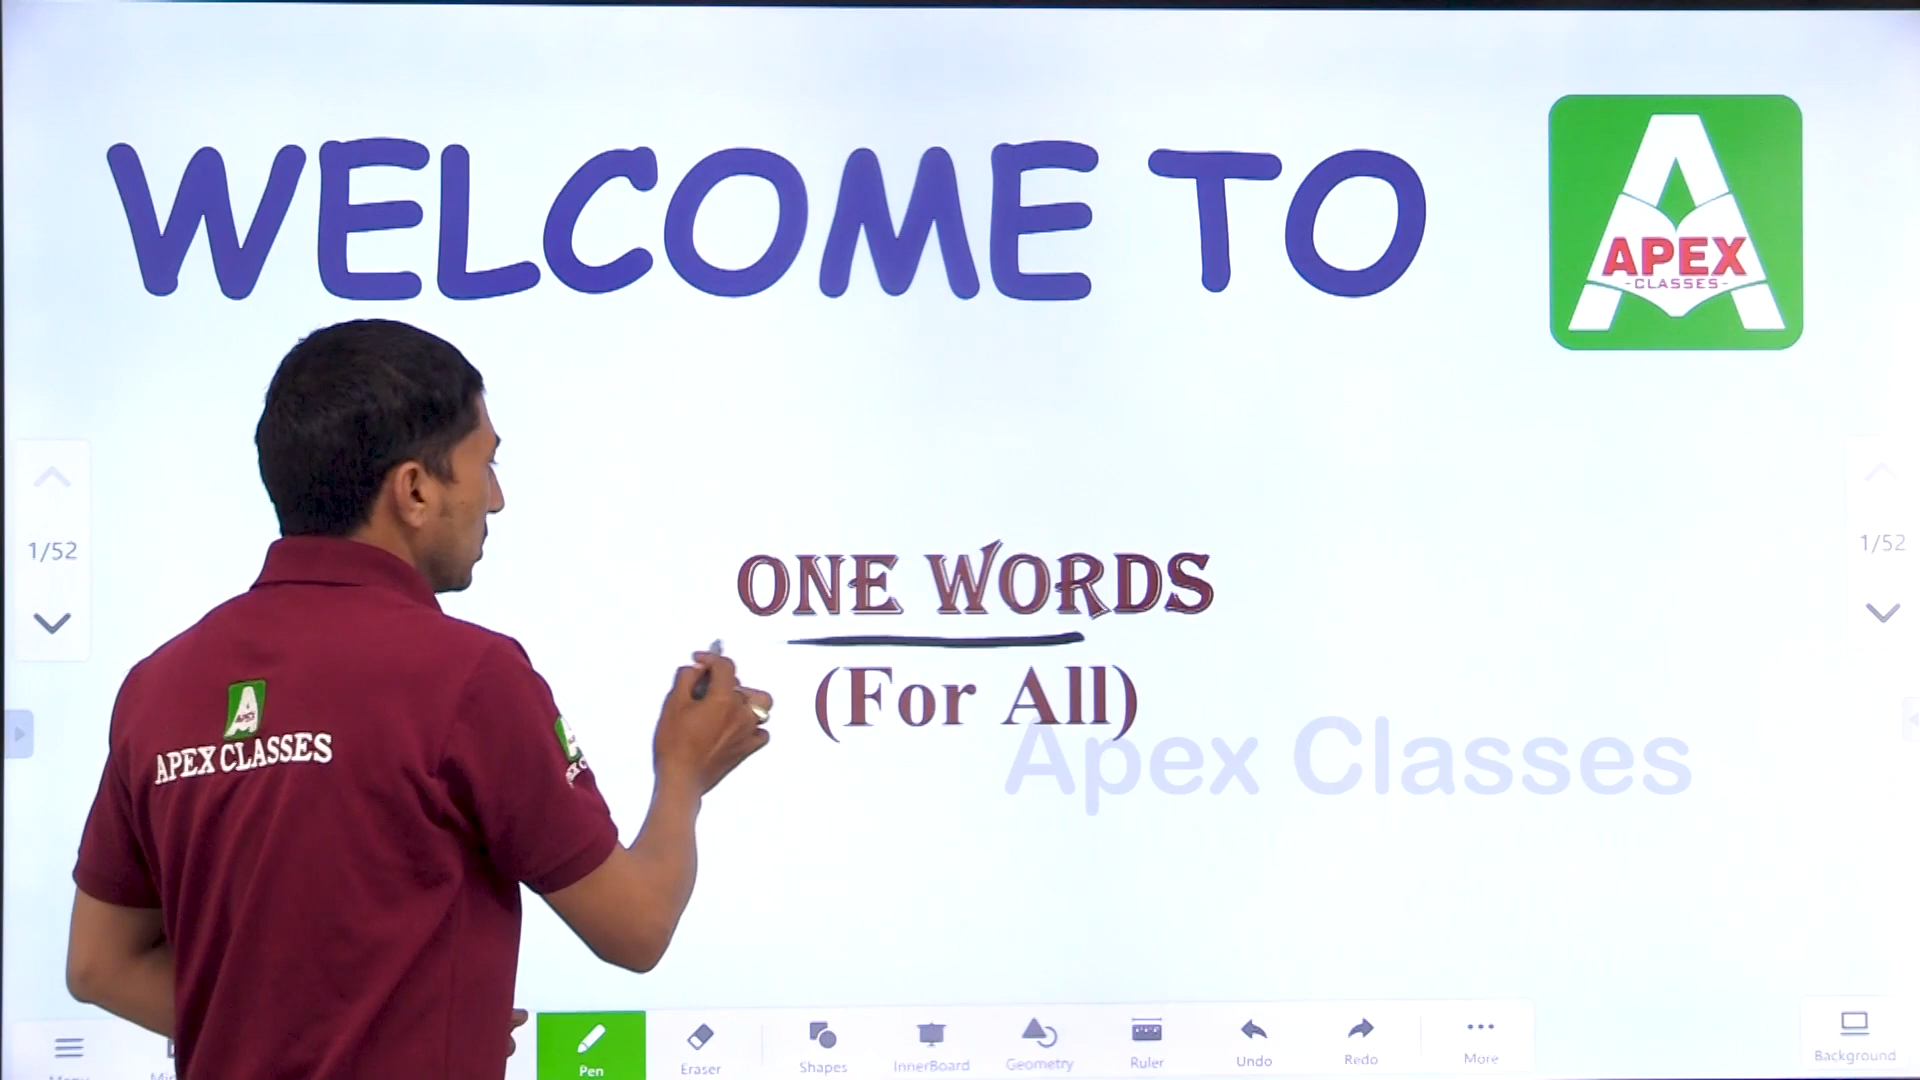 WELCOME TO
APEX
-CLASSES-
1/52
1/52
ONE WORDS
(For All)
Apex Classes
APEX
APEX CLASSES
Pen
Eraser
Shapes
InnerBoard
Geometry
Ruler
Undo
Redo
More
Background